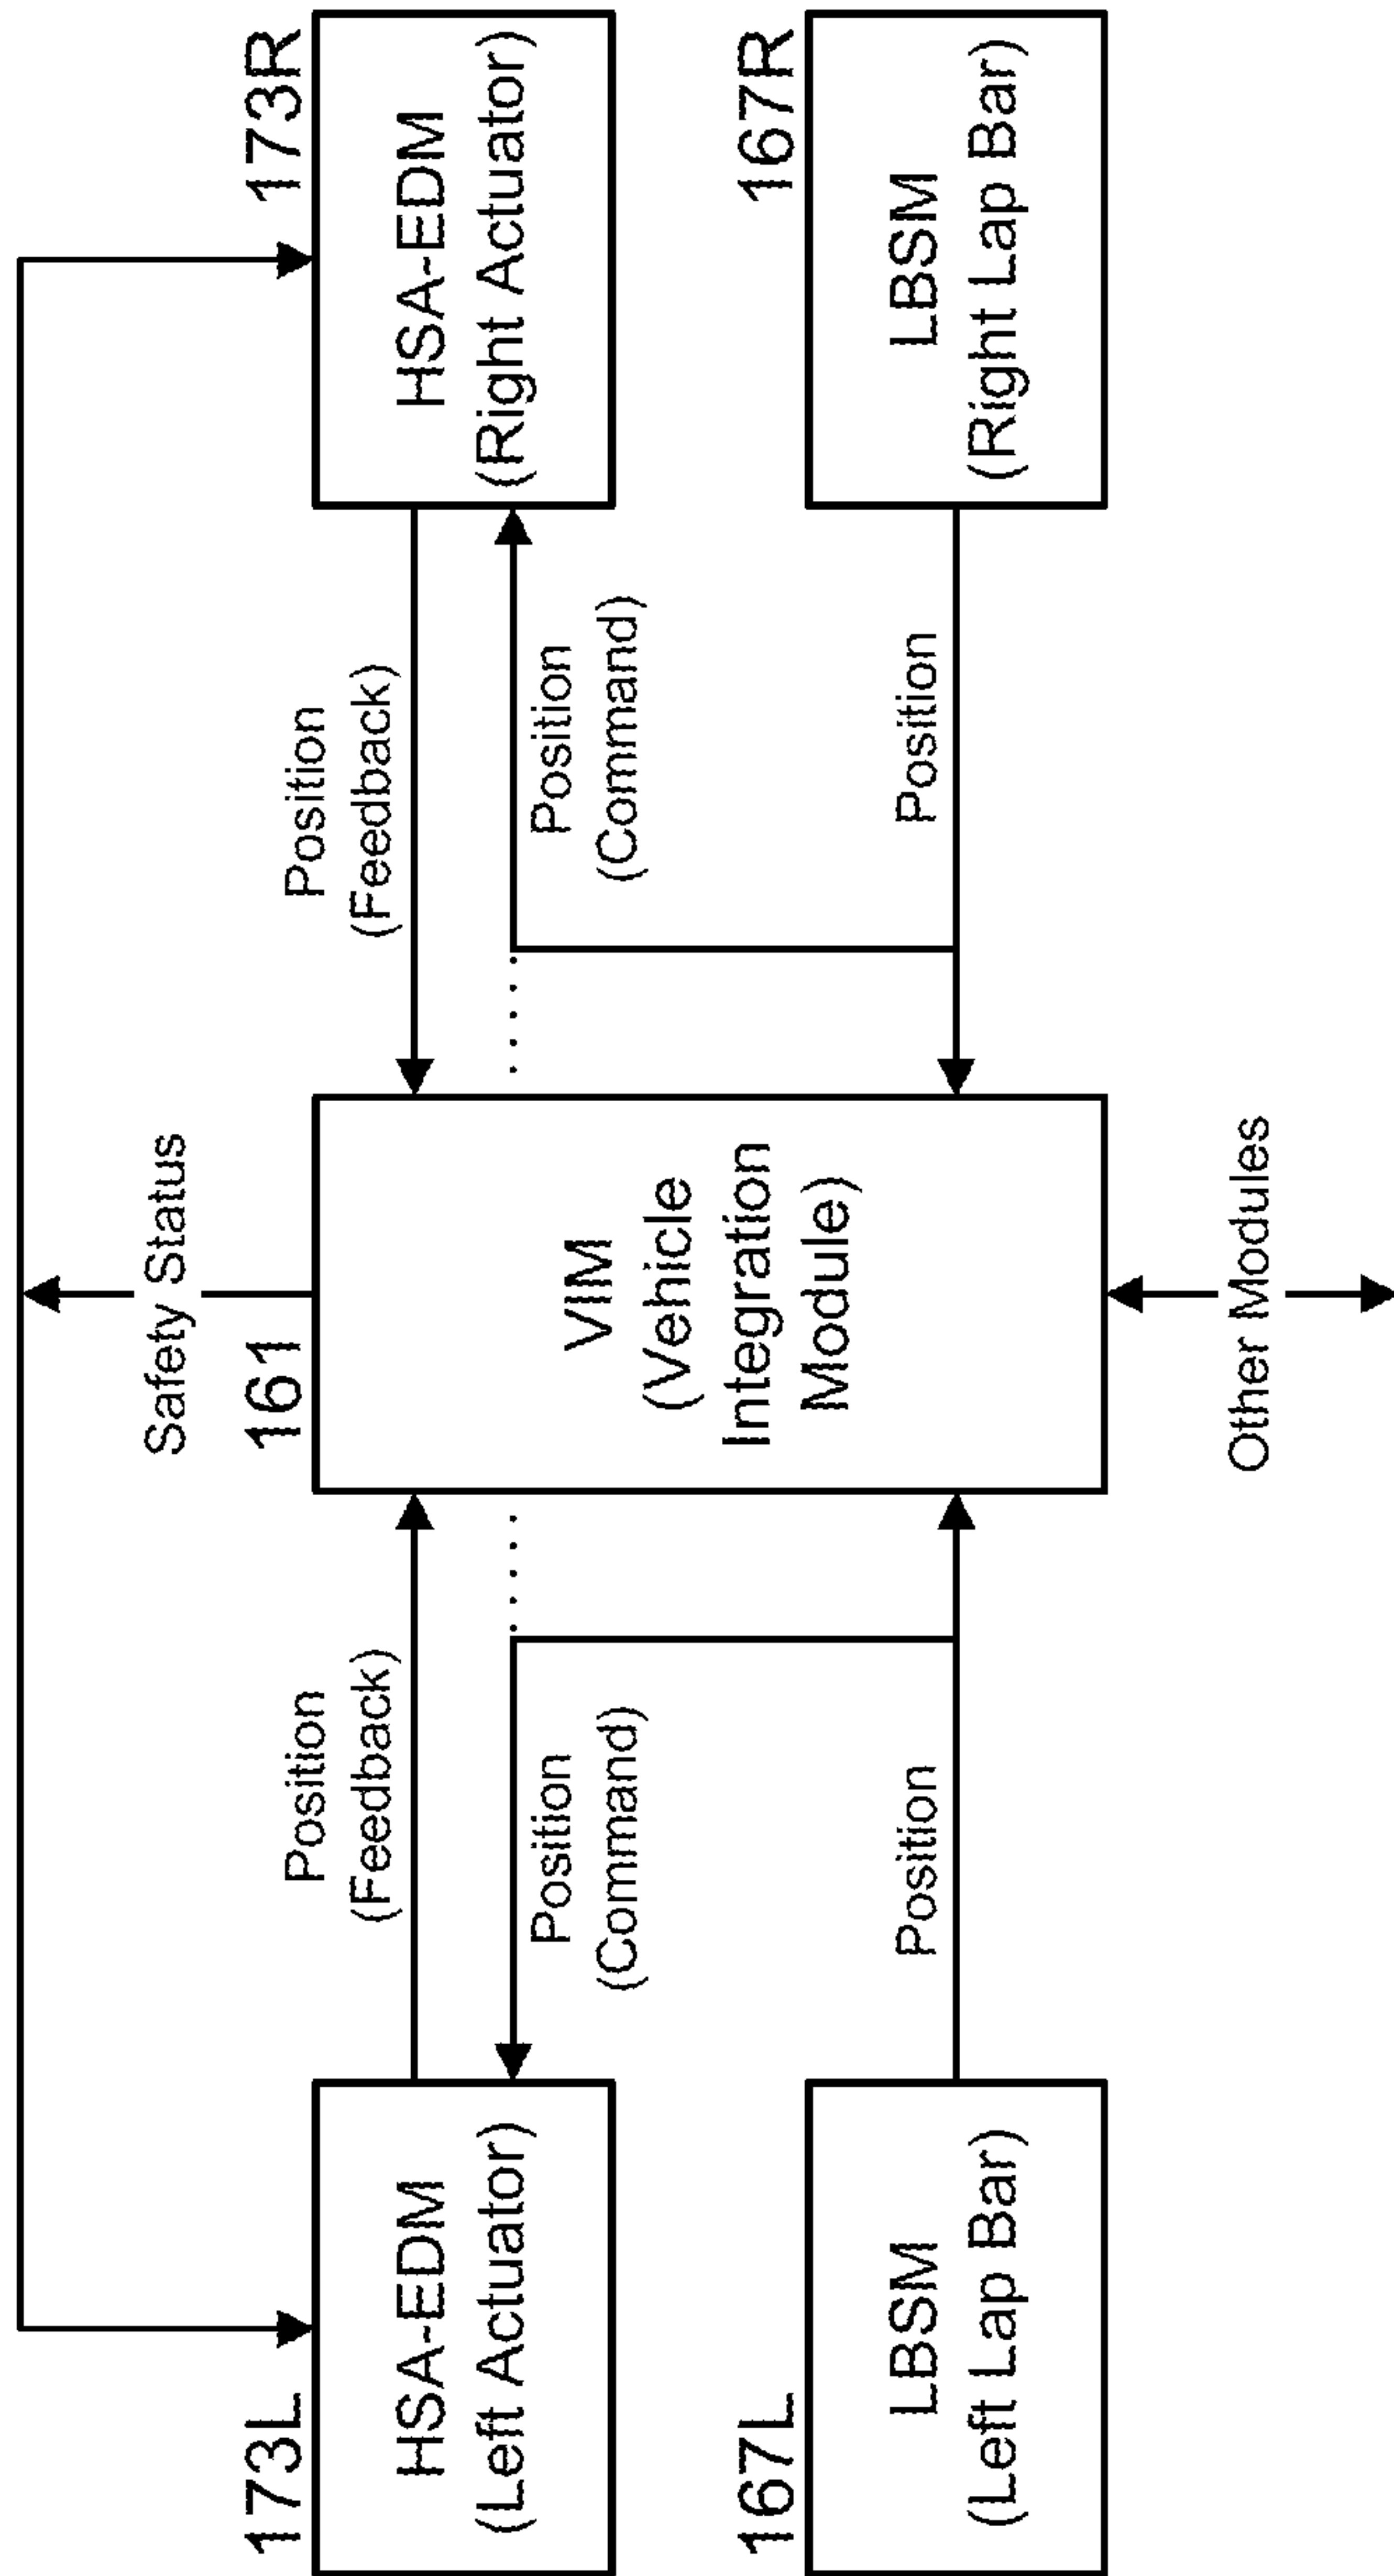 Safety Status
173L
161
173R
HSA-EDM
(Left Actuator)
Position
(Feedback)
Position
(Command)
VIM
(Vehicle
Integration
Module)
Position
(Feedback)
Position
(Command)
HSA-EDM
(Right Actuator)
167L
LBSM
(Left Lap Bar)
Position
Position
167R
LBSM
(Right Lap Bar)
Other Modules